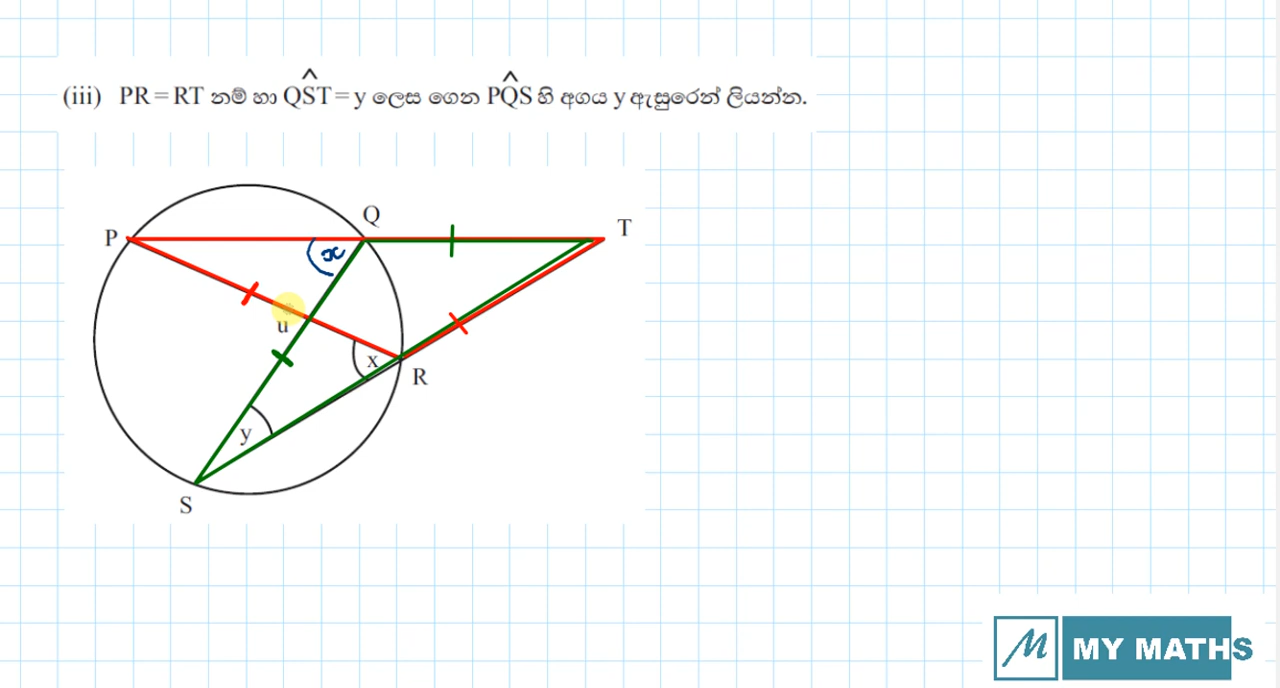 (iii) PR = RT නම් හා QŜT = y ලෙස ගෙන PQ̂S හි අගය y ඇසුරෙන් ලියන්න.
Q
T
P
x
u
x
R
y
S
M MY MATHS